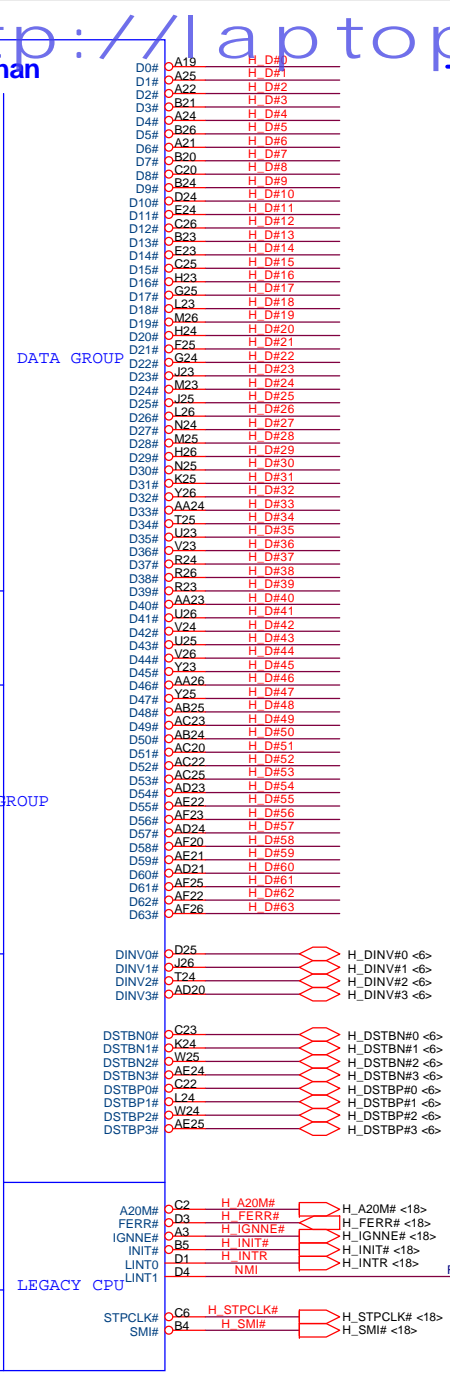 tp://laptop
han
D0# A19 H_D#0
D1# A25 H_D#1
D2# A22 H_D#2
D3# B21 H_D#3
D4# A24 H_D#4
D5# B26 H_D#5
D6# A21 H_D#6
D7# B20 H_D#7
D8# C20 H_D#8
D9# B24 H_D#9
D10# D24 H_D#10
D11# E24 H_D#11
D12# C26 H_D#12
D13# B23 H_D#13
D14# E23 H_D#14
D15# C25 H_D#15
D16# H23 H_D#16
D17# G25 H_D#17
D18# L23 H_D#18
D19# M26 H_D#19
D20# H24 H_D#20
D21# F25 H_D#21
DATA GROUP
D22# G24 H_D#22
D23# J23 H_D#23
D24# M23 H_D#24
D25# J25 H_D#25
D26# L26 H_D#26
D27# N24 H_D#27
D28# M25 H_D#28
D29# H26 H_D#29
D30# N25 H_D#30
D31# K25 H_D#31
D32# Y26 H_D#32
D33# AA24 H_D#33
D34# T25 H_D#34
D35# U23 H_D#35
D36# V23 H_D#36
D37# R24 H_D#37
D38# R26 H_D#38
D39# R23 H_D#39
D40# AA23 H_D#40
D41# U26 H_D#41
D42# V24 H_D#42
D43# U25 H_D#43
D44# V26 H_D#44
D45# Y23 H_D#45
D46# AA26 H_D#46
D47# Y25 H_D#47
D48# AB25 H_D#48
D49# AC23 H_D#49
D50# AB24 H_D#50
D51# AC20 H_D#51
D52# AC22 H_D#52
D53# AC25 H_D#53
D54# AD23 H_D#54
D55# AE22 H_D#55
GROUP
D56# AF23 H_D#56
D57# AD24 H_D#57
D58# AF20 H_D#58
D59# AE21 H_D#59
D60# AD21 H_D#60
D61# AF25 H_D#61
D62# AF22 H_D#62
D63# AF26 H_D#63
DINV0# D25 H_DINV#0 <6>
DINV1# J26 H_DINV#1 <6>
DINV2# T24 H_DINV#2 <6>
DINV3# AD20 H_DINV#3 <6>
DSTBN0# C23 H_DSTBN#0 <6>
DSTBN1# K24 H_DSTBN#1 <6>
DSTBN2# W25 H_DSTBN#2 <6>
DSTBN3# AE24 H_DSTBN#3 <6>
DSTBP0# C22 H_DSTBP#0 <6>
DSTBP1# L24 H_DSTBP#1 <6>
DSTBP2# W24 H_DSTBP#2 <6>
DSTBP3# AE25 H_DSTBP#3 <6>
A20M# C2 H_A20M# H_A20M# <18>
FERR# D3 H_FERR# H_FERR# <18>
IGNNE# A3 H_IGNNE# H_IGNNE# <18>
INIT# B5 H_INIT# H_INIT# <18>
LINT0 D1 H_INTR H_INTR <18>
LINT1 D4 NMI
LEGACY CPU
STPCLK# C6 H_STPCLK# H_STPCLK# <18>
SMI# B4 H_SMI# H_SMI# <18>